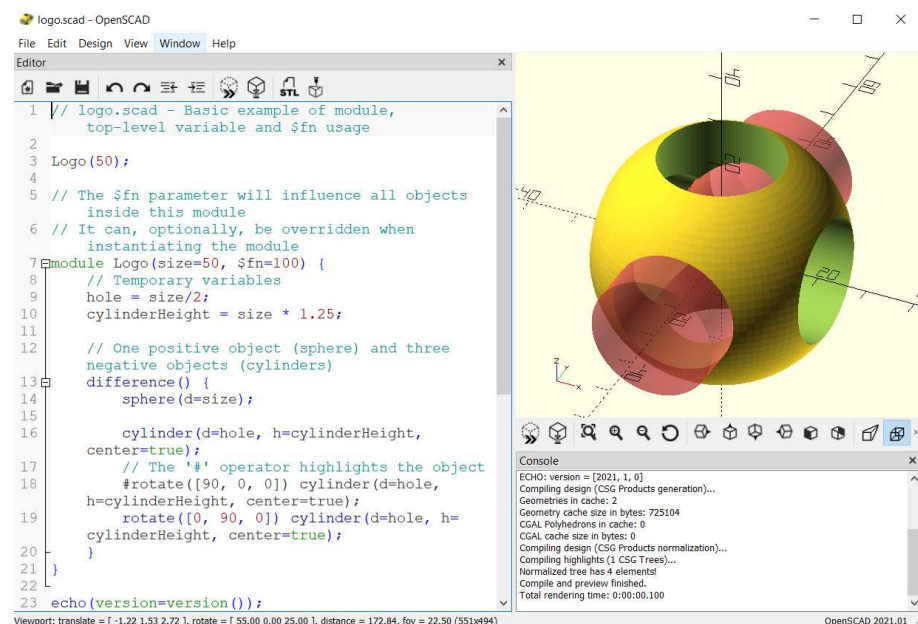 logo.scad - OpenSCAD
File Edit Design View Window Help
Editor
STL
1 // logo.scad - Basic example of module,
top-level variable and $fn usage
2
3 Logo(50);
4
5 // The $fn parameter will influence all objects
inside this module
6 // It can, optionally, be overridden when
instantiating the module
7 module Logo(size=50, $fn=100) {
8 // Temporary variables
9 hole = size/2;
10 cylinderHeight = size * 1.25;
11
12 // One positive object (sphere) and three
negative objects (cylinders)
13 difference() {
14 sphere(d=size);
15
16 cylinder(d=hole, h=cylinderHeight,
center=true);
17 // The '#' operator highlights the object
18 #rotate([90, 0, 0]) cylinder(d=hole,
h=cylinderHeight, center=true);
19 rotate([0, 90, 0]) cylinder(d=hole, h=
cylinderHeight, center=true);
20 }
21 }
22
23 echo(version=version());
40
20
40
20
z
y
x
Console
ECHO: version = [2021, 1, 0]
Compiling design (CSG Products generation)...
Geometries in cache: 2
Geometry cache size in bytes: 725104
CGAL Polyhedrons in cache: 0
CGAL cache size in bytes: 0
Compiling design (CSG Products normalization)...
Compiling highlights (1 CSG Trees)...
Normalized tree has 4 elements!
Compile and preview finished.
Total rendering time: 0:00:00.100
Viewport: translate = [ -1.22 1.53 2.72 ], rotate = [ 55.00 0.00 25.00 ], distance = 172.84, fov = 22.50 (551x494)
OpenSCAD 2021.01